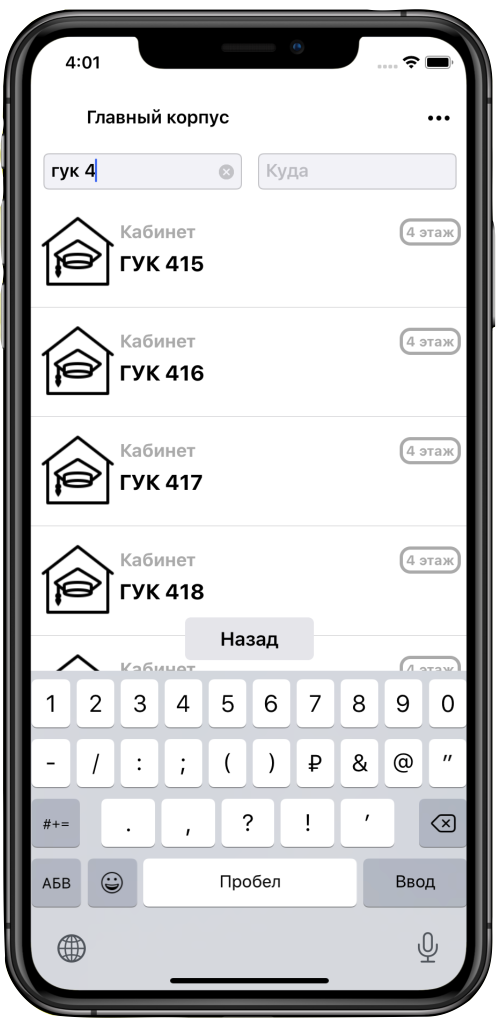 4:01
Главный корпус
гук 4
Куда
Кабинет
4 этаж
ГУК 415
Кабинет
4 этаж
ГУК 416
Кабинет
4 этаж
ГУК 417
Кабинет
4 этаж
ГУК 418
Назад
Кабинет
4 этаж
1 2 3 4 5 6 7 8 9 0
- / : ; ( ) ₽ & @ "
#+= . , ? ! '
АБВ Пробел Ввод